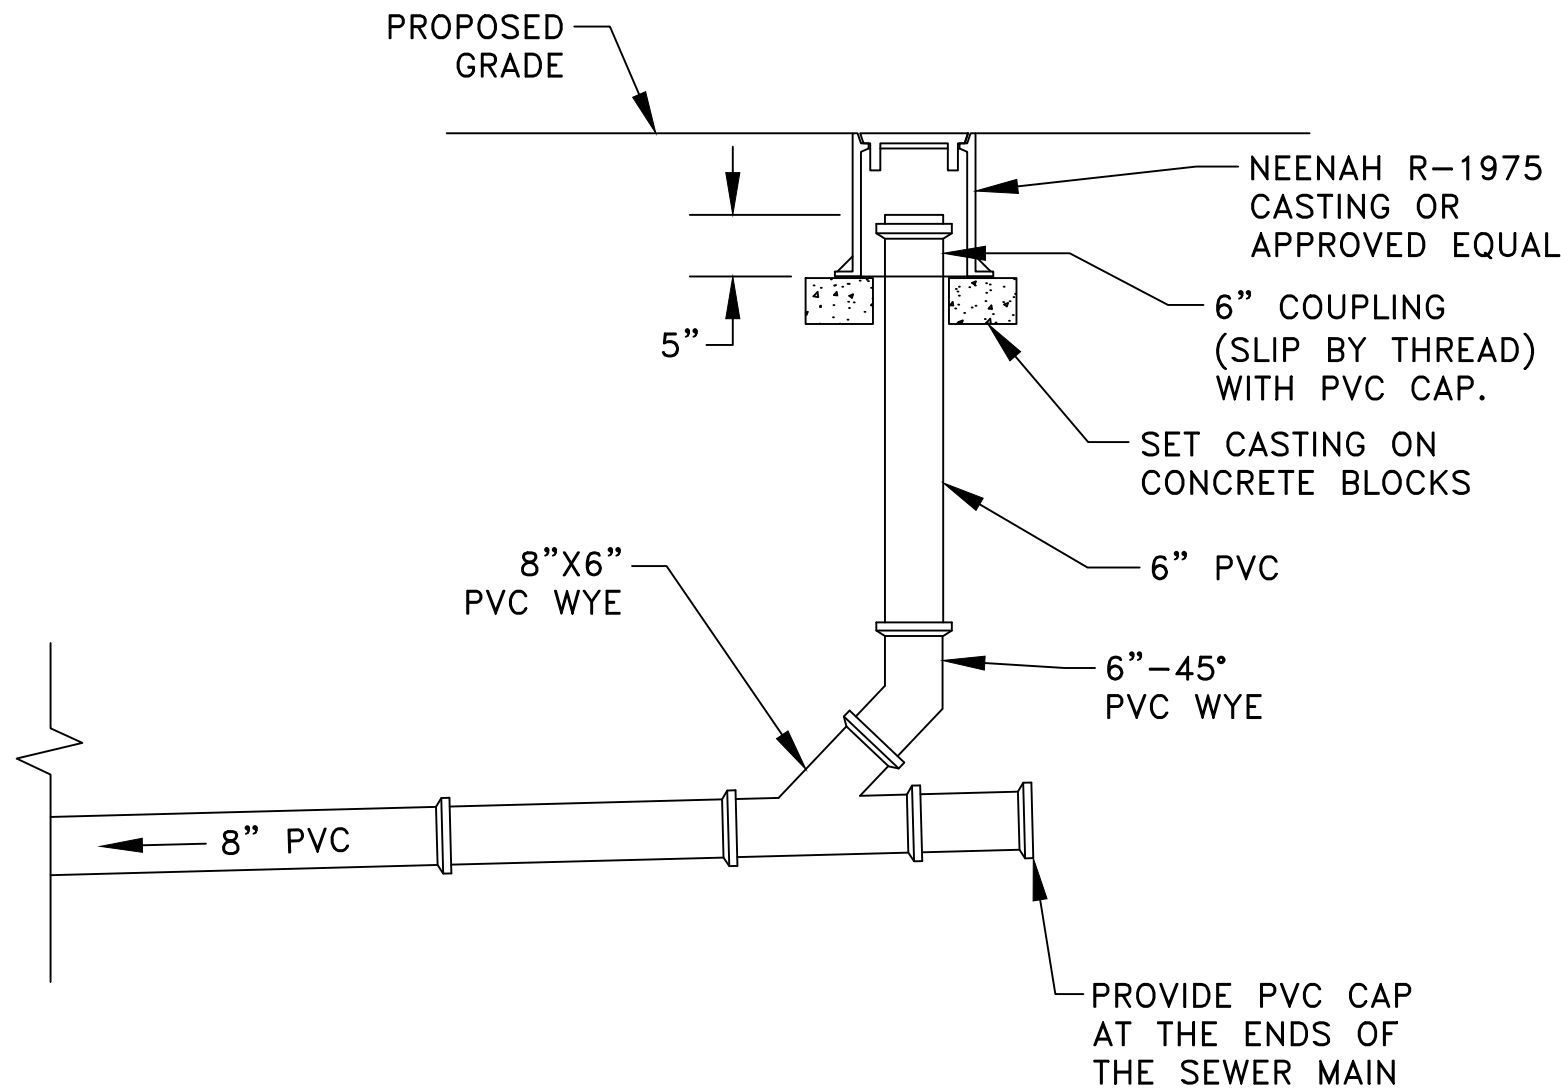 PROPOSED
GRADE
NEENAH R-1975
CASTING OR
APPROVED EQUAL
6” COUPLING
(SLIP BY THREAD)
WITH PVC CAP.
5”
SET CASTING ON
CONCRETE BLOCKS
8”X6”
PVC WYE
6” PVC
6”-45°
PVC WYE
8” PVC
PROVIDE PVC CAP
AT THE ENDS OF
THE SEWER MAIN